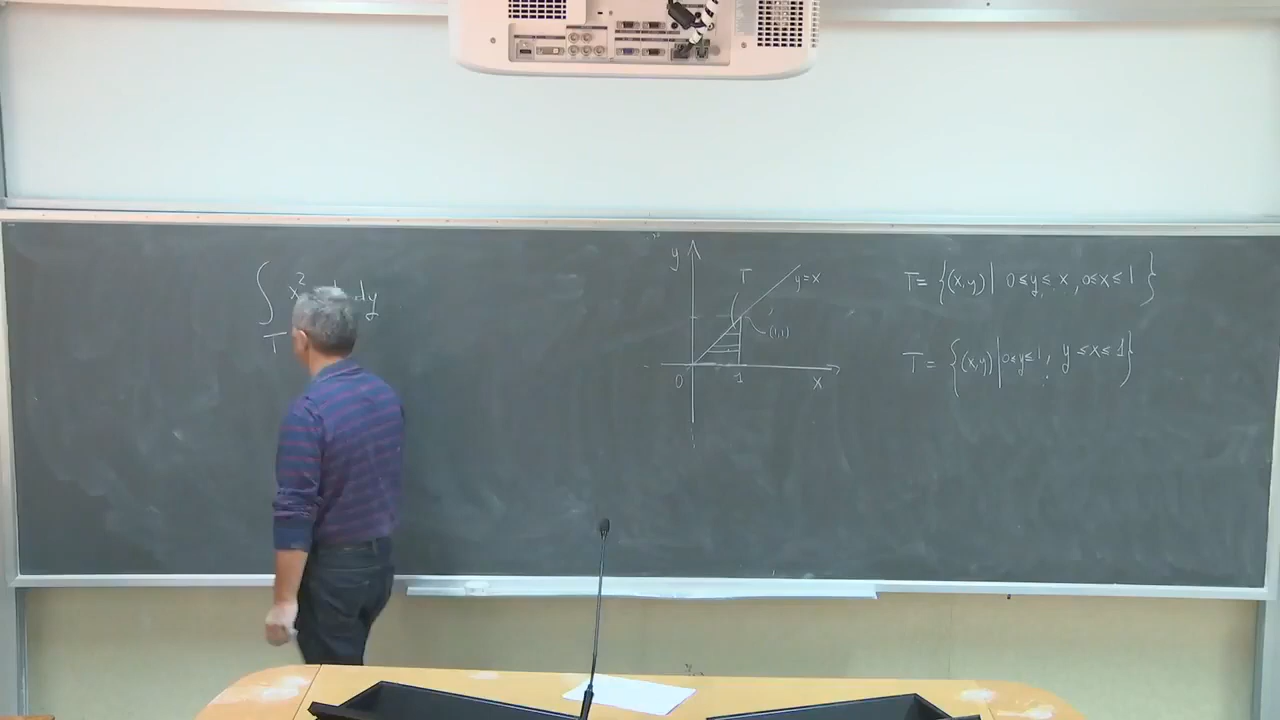 ∫ x² dy
T
y
T
y=x
(1,1)
0 1 x
T = {(x,y) | 0 ≤ y ≤ x, 0 ≤ x ≤ 1}
T = {(x,y) | 0 ≤ y ≤ 1, y ≤ x ≤ 1}